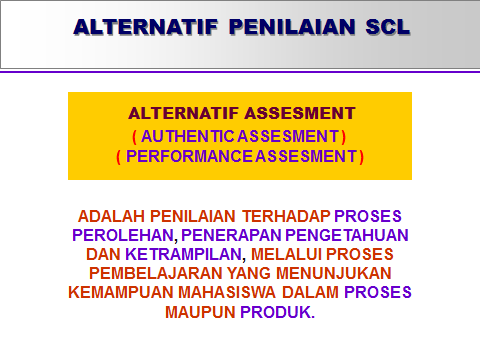 ALTERNATIF PENILAIAN SCL
ALTERNATIF ASSESMENT
( AUTHENTIC ASSESMENT )
( PERFORMANCE ASSESMENT )
ADALAH PENILAIAN TERHADAP PROSES
PEROLEHAN, PENERAPAN PENGETAHUAN
DAN KETRAMPILAN, MELALUI PROSES
PEMBELAJARAN YANG MENUNJUKAN
KEMAMPUAN MAHASISWA DALAM PROSES
MAUPUN PRODUK.